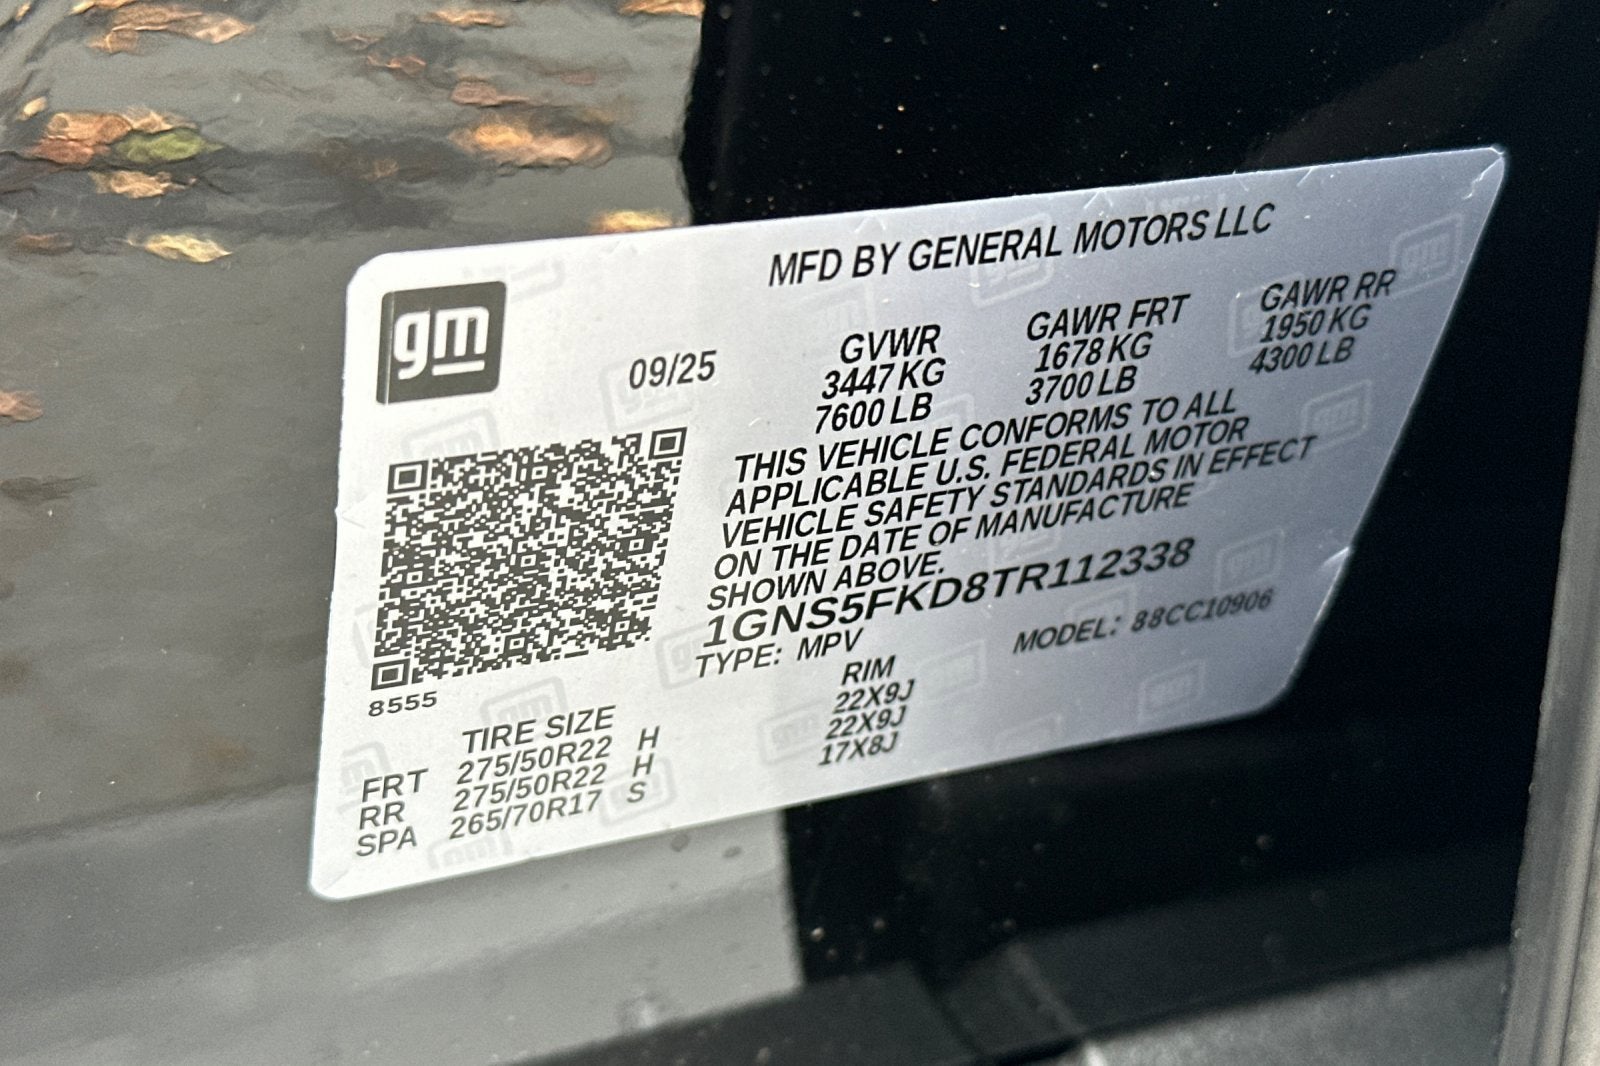 gm
MFD BY GENERAL MOTORS LLC
09/25
GVWR GAWR FRT GAWR RR
3447 KG 1678 KG 1950 KG
7600 LB 3700 LB 4300 LB
THIS VEHICLE CONFORMS TO ALL
APPLICABLE U.S. FEDERAL MOTOR
VEHICLE SAFETY STANDARDS IN EFFECT
ON THE DATE OF MANUFACTURE
SHOWN ABOVE.
1GNS5FKD8TR112338
TYPE: MPV MODEL: 88CC10906
8555
TIRE SIZE RIM
FRT 275/50R22 H 22X9J
RR 275/50R22 H 22X9J
SPA 265/70R17 S 17X8J